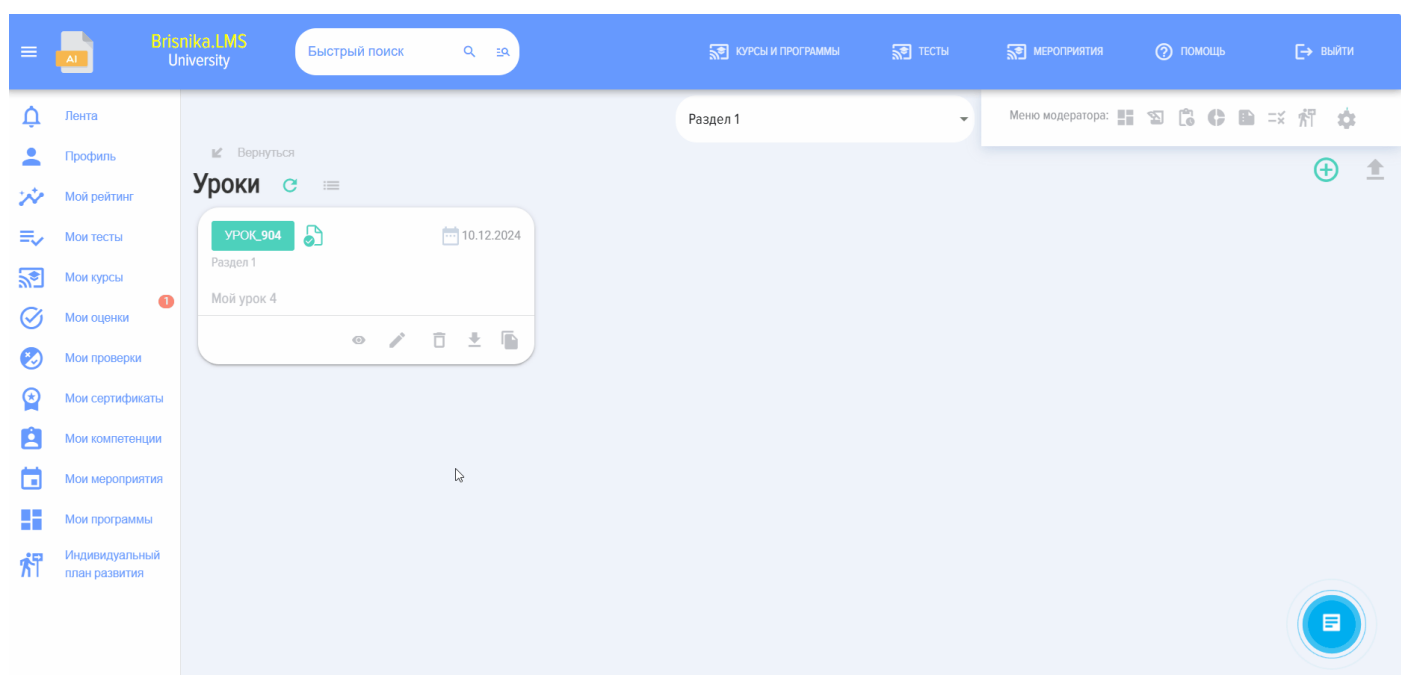 AI
Brisnika.LMS
University
Быстрый поиск
КУРСЫ И ПРОГРАММЫ
ТЕСТЫ
МЕРОПРИЯТИЯ
ПОМОЩЬ
ВЫЙТИ
Лента
Профиль
Мой рейтинг
Мои тесты
Мои курсы
1
Мои оценки
Мои проверки
Мои сертификаты
Мои компетенции
Мои мероприятия
Мои программы
Индивидуальный
план развития
Раздел 1
Меню модератора:
Вернуться
Уроки
УРОК_904
10.12.2024
Раздел 1
Мой урок 4